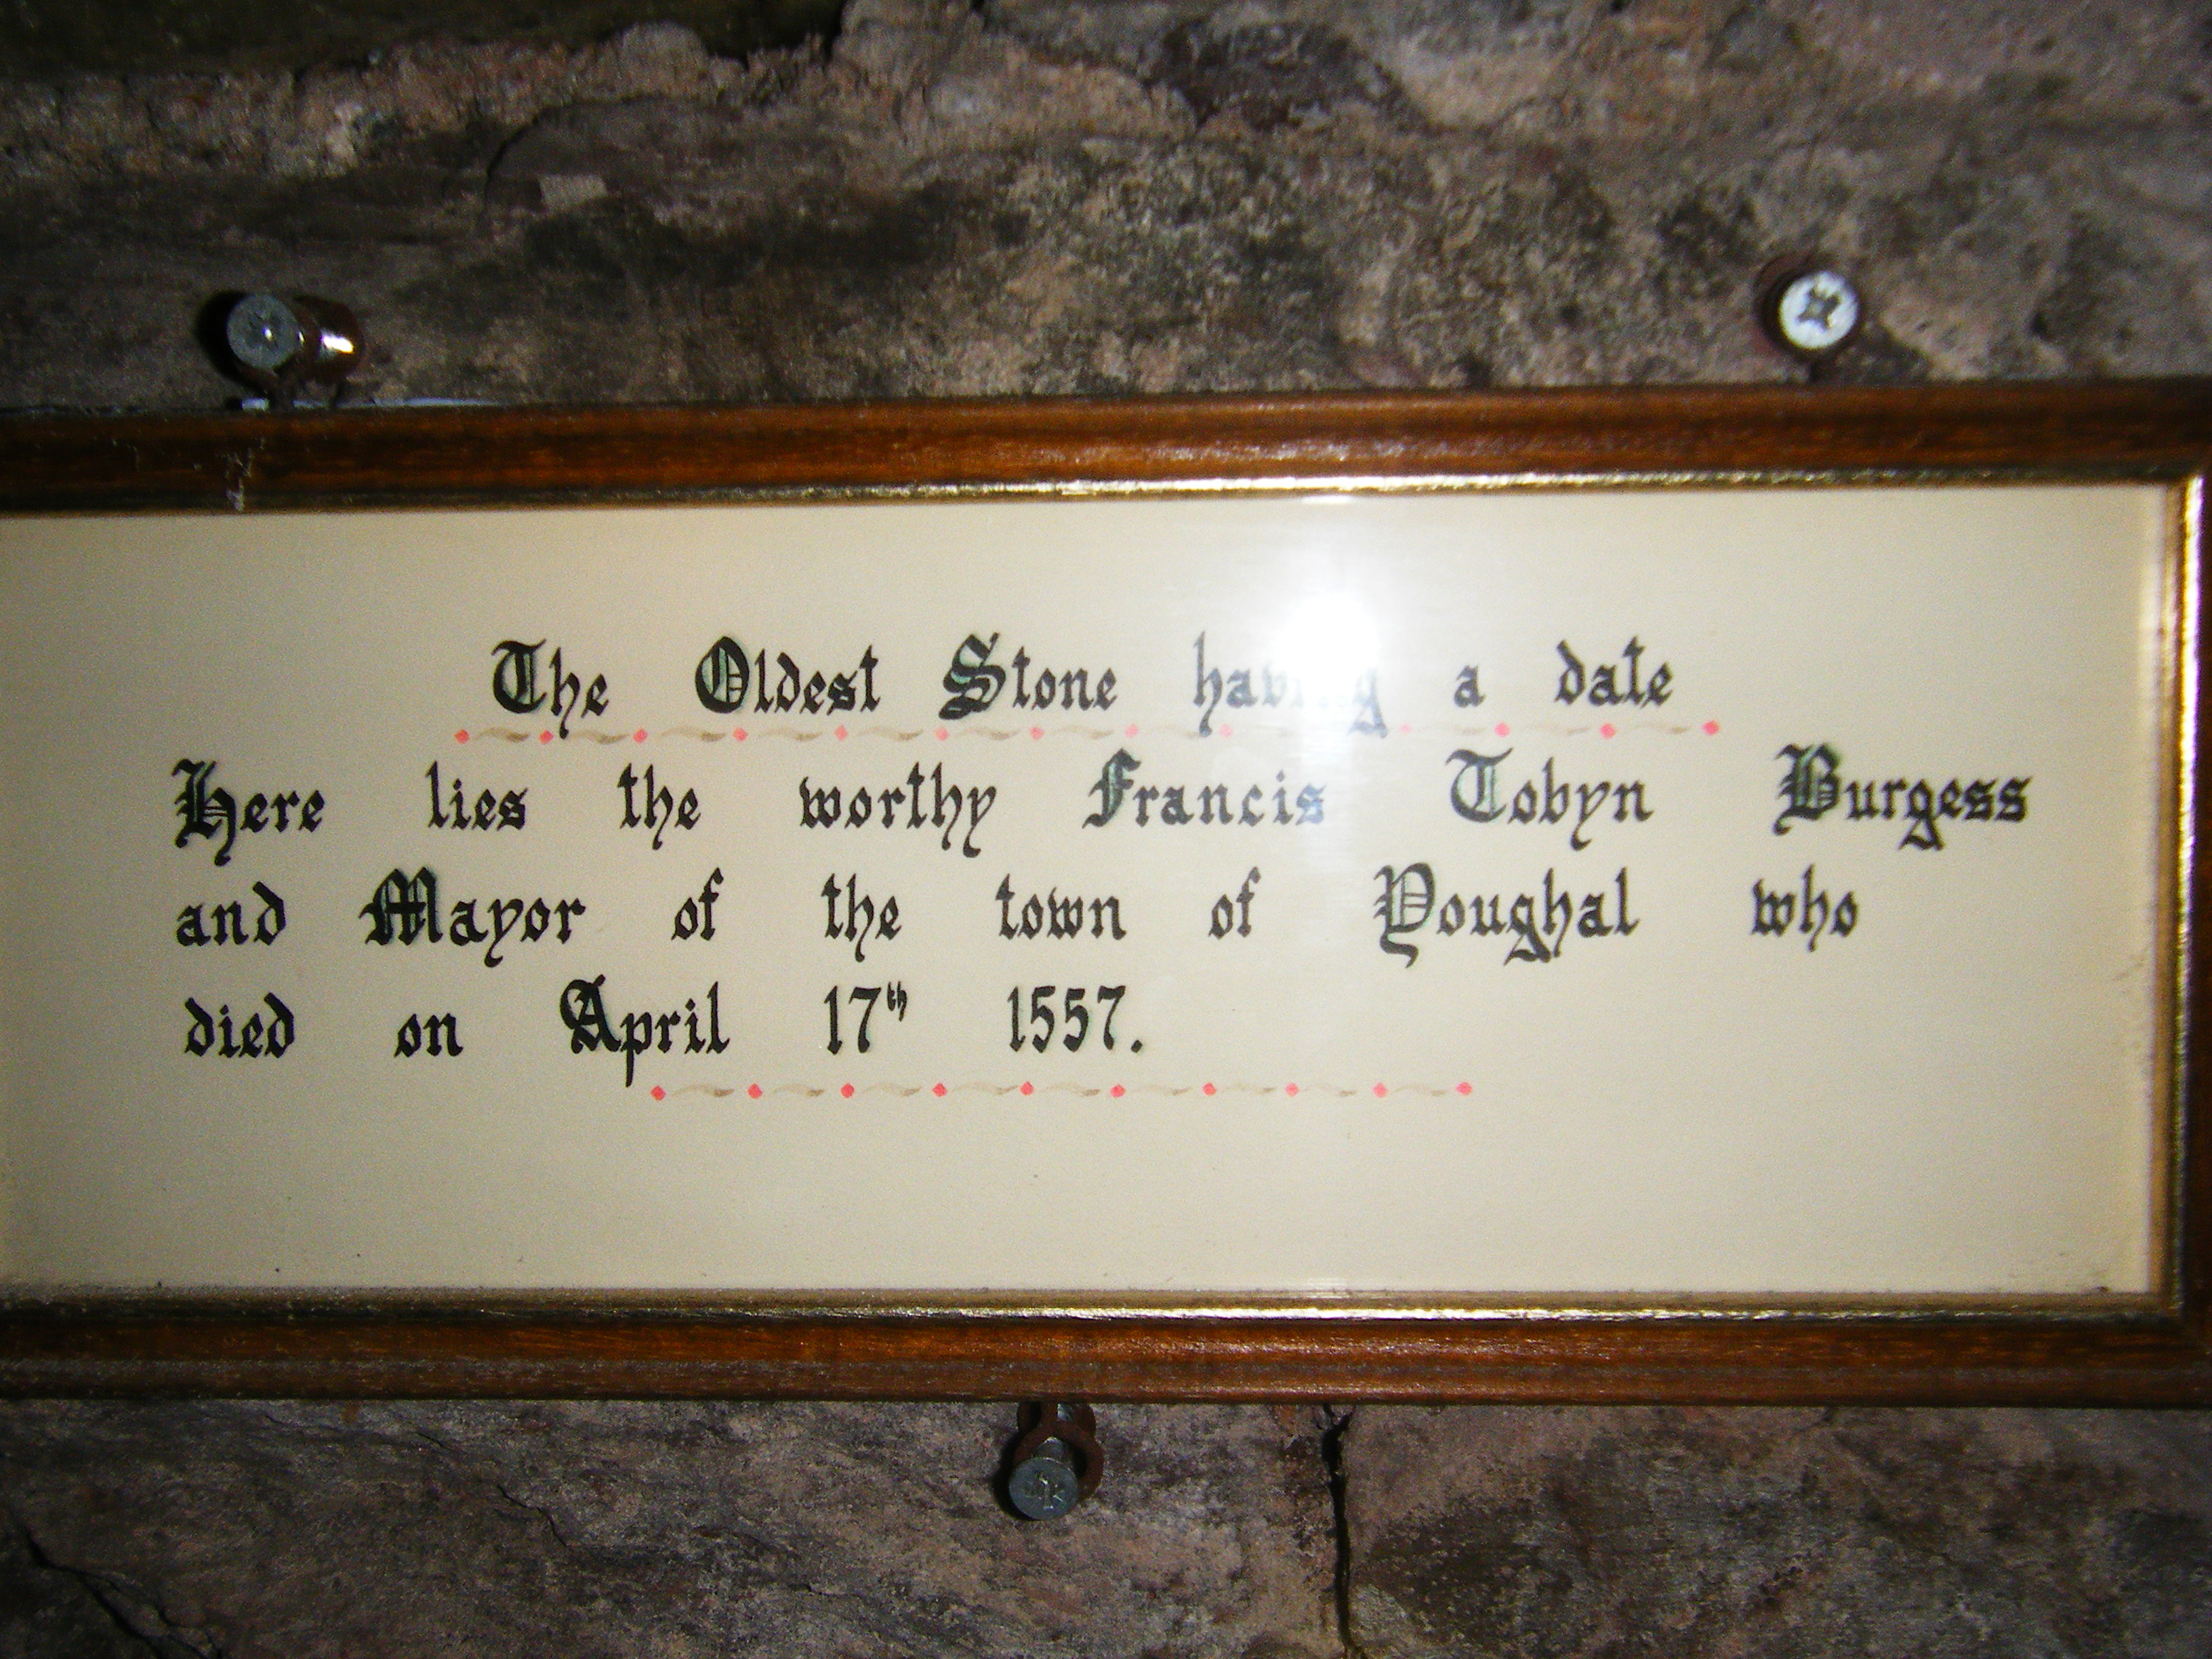 The Oldest Stone having a date
Here lies the worthy Francis Tobyn Burgess
and Mayor of the town of Youghal who
died on April 17th 1557.